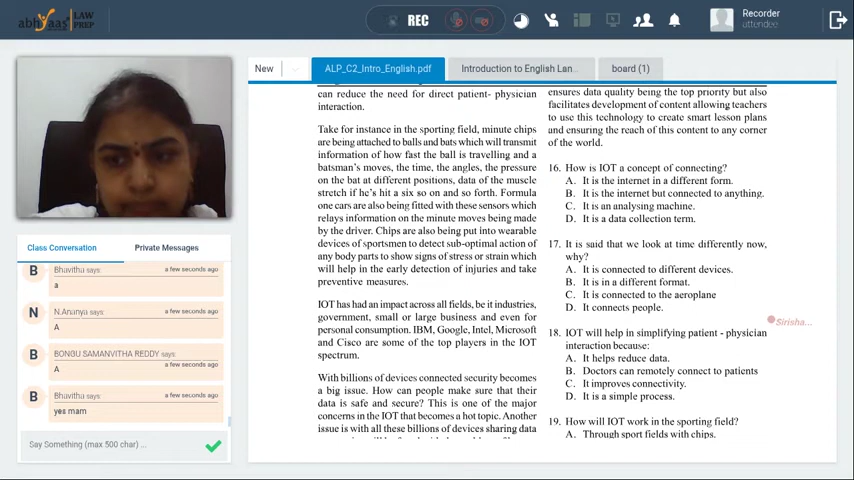 abhyaas LAW PREP
REC
Recorder
attendee
New
ALP_C2_Intro_English.pdf
Introduction to English Lan...
board (1)
Class Conversation
Private Messages
B
Bhavithu says:
a few seconds ago
a
N
N.Ananya says:
a few seconds ago
A
B
BONGU SAMANVITHA REDDY says:
a few seconds ago
A
B
Bhavitha says:
a few seconds ago
yes mam
Say Something (max 500 char) ...
can reduce the need for direct patient- physician
interaction.
Take for instance in the sporting field, minute chips
are being attached to balls and bats which will transmit
information of how fast the ball is travelling and a
batsman's moves, the time, the angles, the pressure
on the bat at different positions, data of the muscle
stretch if he's hit a six so on and so forth. Formula
one cars are also being fitted with these sensors which
relays information on the minute moves being made
by the driver. Chips are also being put into wearable
devices of sportsmen to detect sub-optimal action of
any body parts to show signs of stress or strain which
will help in the early detection of injuries and take
preventive measures.
IOT has had an impact across all fields, be it industries,
government, small or large business and even for
personal consumption. IBM, Google, Intel, Microsoft
and Cisco are some of the top players in the IOT
spectrum.
With billions of devices connected security becomes
a big issue. How can people make sure that their
data is safe and secure? This is one of the major
concerns in the IOT that becomes a hot topic. Another
issue is with all these billions of devices sharing data
ensures data quality being the top priority but also
facilitates development of content allowing teachers
to use this technology to create smart lesson plans
and ensuring the reach of this content to any corner
of the world.
16. How is IOT a concept of connecting?
A. It is the internet in a different form.
B. It is the internet but connected to anything.
C. It is an analysing machine.
D. It is a data collection term.
17. It is said that we look at time differently now,
why?
A. It is connected to different devices.
B. It is in a different format.
C. It is connected to the aeroplane
D. It connects people.
Sirisha...
18. IOT will help in simplifying patient - physician
interaction because:
A. It helps reduce data.
B. Doctors can remotely connect to patients
C. It improves connectivity.
D. It is a simple process.
19. How will IOT work in the sporting field?
A. Through sport fields with chips.